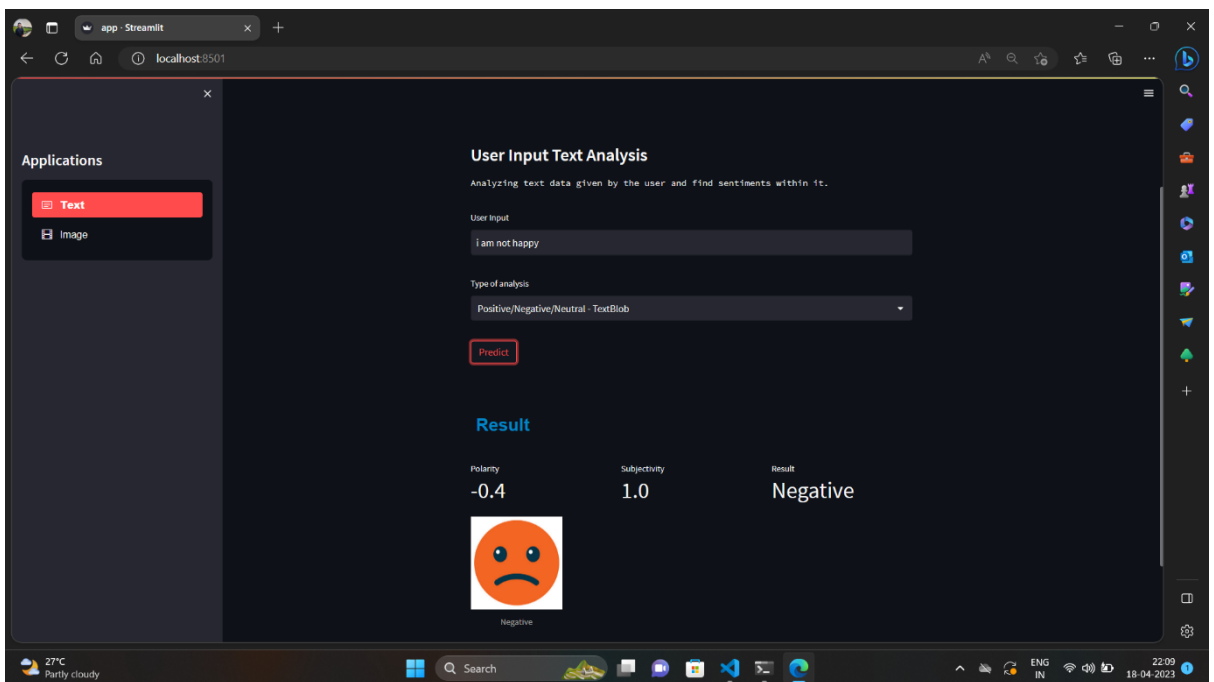 app · Streamlit
localhost:8501
Applications
Text
Image
User Input Text Analysis
Analyzing text data given by the user and find sentiments within it.
User Input
i am not happy
Type of analysis
Positive/Negative/Neutral - TextBlob
Predict
Result
Polarity
Subjectivity
Result
-0.4
1.0
Negative
Negative
27°C
Partly cloudy
Search
ENG
IN
22:09
18-04-2023
1